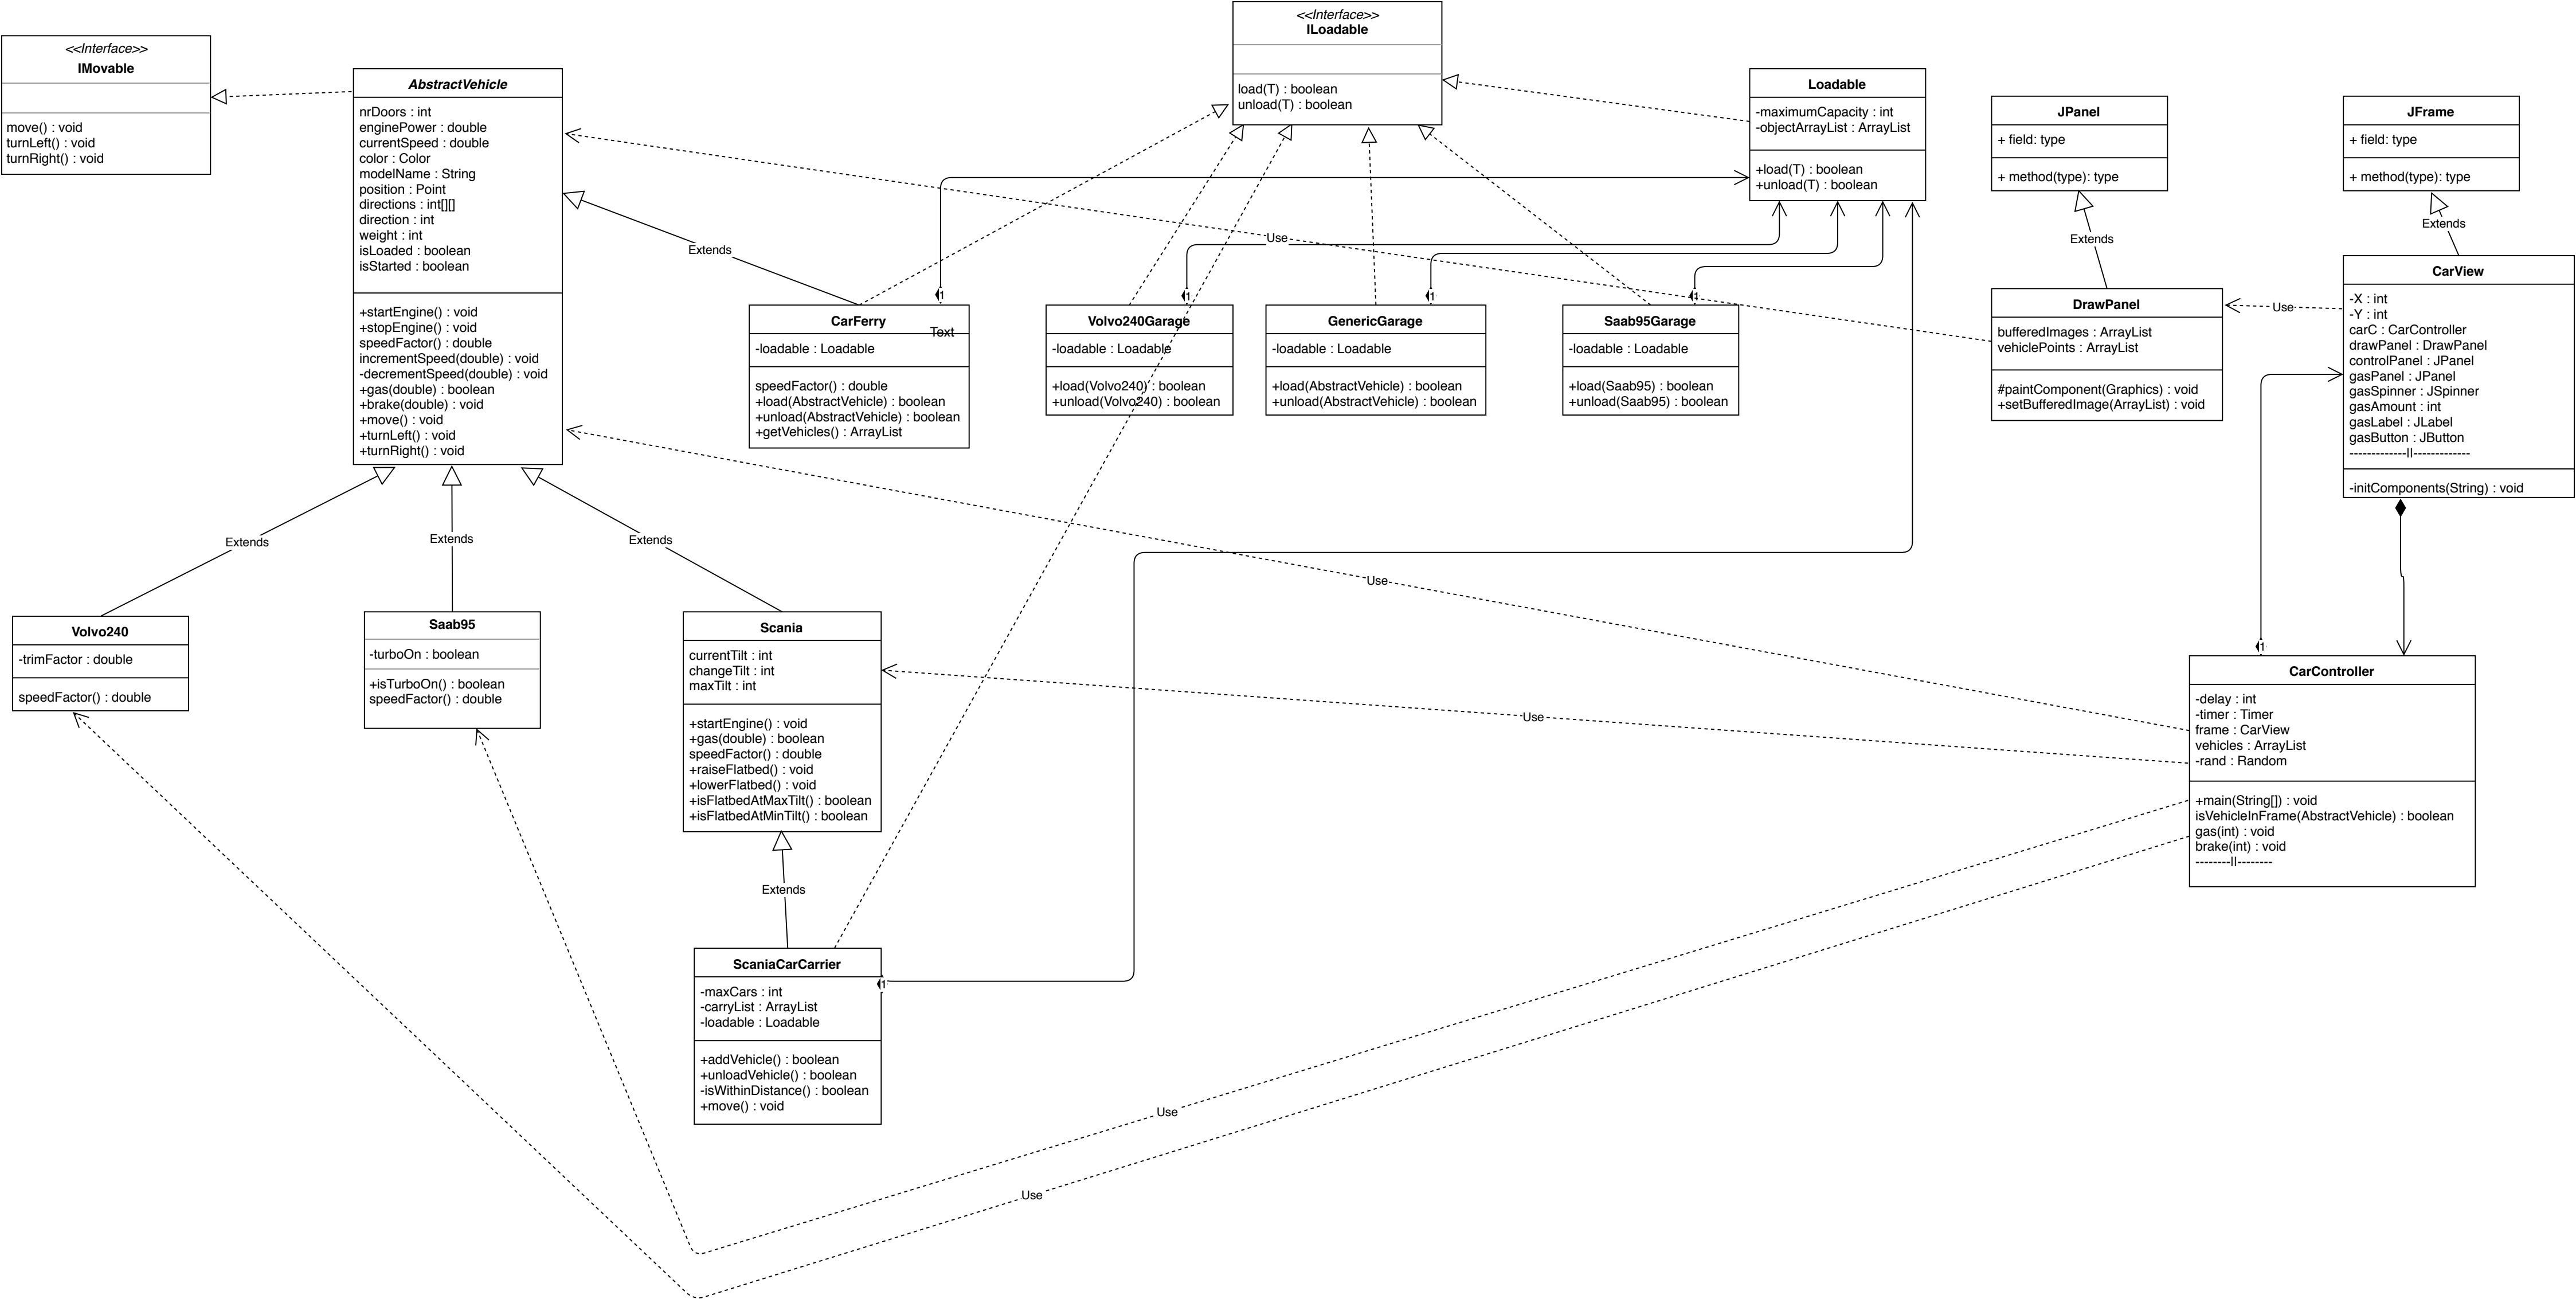 <<Interface>>
IMovable
move() : void
turnLeft() : void
turnRight() : void
AbstractVehicle
nrDoors : int
enginePower : double
currentSpeed : double
color : Color
modelName : String
position : Point
directions : int[][]
direction : int
weight : int
isLoaded : boolean
isStarted : boolean
+startEngine() : void
+stopEngine() : void
speedFactor() : double
incrementSpeed(double) : void
-decrementSpeed(double) : void
+gas(double) : boolean
+brake(double) : void
+move() : void
+turnLeft() : void
+turnRight() : void
<<Interface>>
ILoadable
load(T) : boolean
unload(T) : boolean
Loadable
-maximumCapacity : int
-objectArrayList : ArrayList
+load(T) : boolean
+unload(T) : boolean
JPanel
+ field: type
+ method(type): type
JFrame
+ field: type
+ method(type): type
Extends
Use
Extends
Extends
1
1
1
1
CarFerry
Text
-loadable : Loadable
speedFactor() : double
+load(AbstractVehicle) : boolean
+unload(AbstractVehicle) : boolean
+getVehicles() : ArrayList
Volvo240Garage
-loadable : Loadable
+load(Volvo240) : boolean
+unload(Volvo240) : boolean
GenericGarage
-loadable : Loadable
+load(AbstractVehicle) : boolean
+unload(AbstractVehicle) : boolean
Saab95Garage
-loadable : Loadable
+load(Saab95) : boolean
+unload(Saab95) : boolean
DrawPanel
bufferedImages : ArrayList
vehiclePoints : ArrayList
#paintComponent(Graphics) : void
+setBufferedImage(ArrayList) : void
Use
CarView
-X : int
-Y : int
carC : CarController
drawPanel : DrawPanel
controlPanel : JPanel
gasPanel : JPanel
gasSpinner : JSpinner
gasAmount : int
gasLabel : JLabel
gasButton : JButton
-------------||-------------
-initComponents(String) : void
Extends
Extends
Extends
Use
Volvo240
-trimFactor : double
speedFactor() : double
Saab95
-turboOn : boolean
+isTurboOn() : boolean
speedFactor() : double
Scania
currentTilt : int
changeTilt : int
maxTilt : int
+startEngine() : void
+gas(double) : boolean
speedFactor() : double
+raiseFlatbed() : void
+lowerFlatbed() : void
+isFlatbedAtMaxTilt() : boolean
+isFlatbedAtMinTilt() : boolean
Use
1
CarController
-delay : int
-timer : Timer
frame : CarView
vehicles : ArrayList
-rand : Random
+main(String[]) : void
isVehicleInFrame(AbstractVehicle) : boolean
gas(int) : void
brake(int) : void
--------||--------
Extends
ScaniaCarCarrier
-maxCars : int
-carryList : ArrayList
-loadable : Loadable
+addVehicle() : boolean
+unloadVehicle() : boolean
-isWithinDistance() : boolean
+move() : void
1
Use
Use